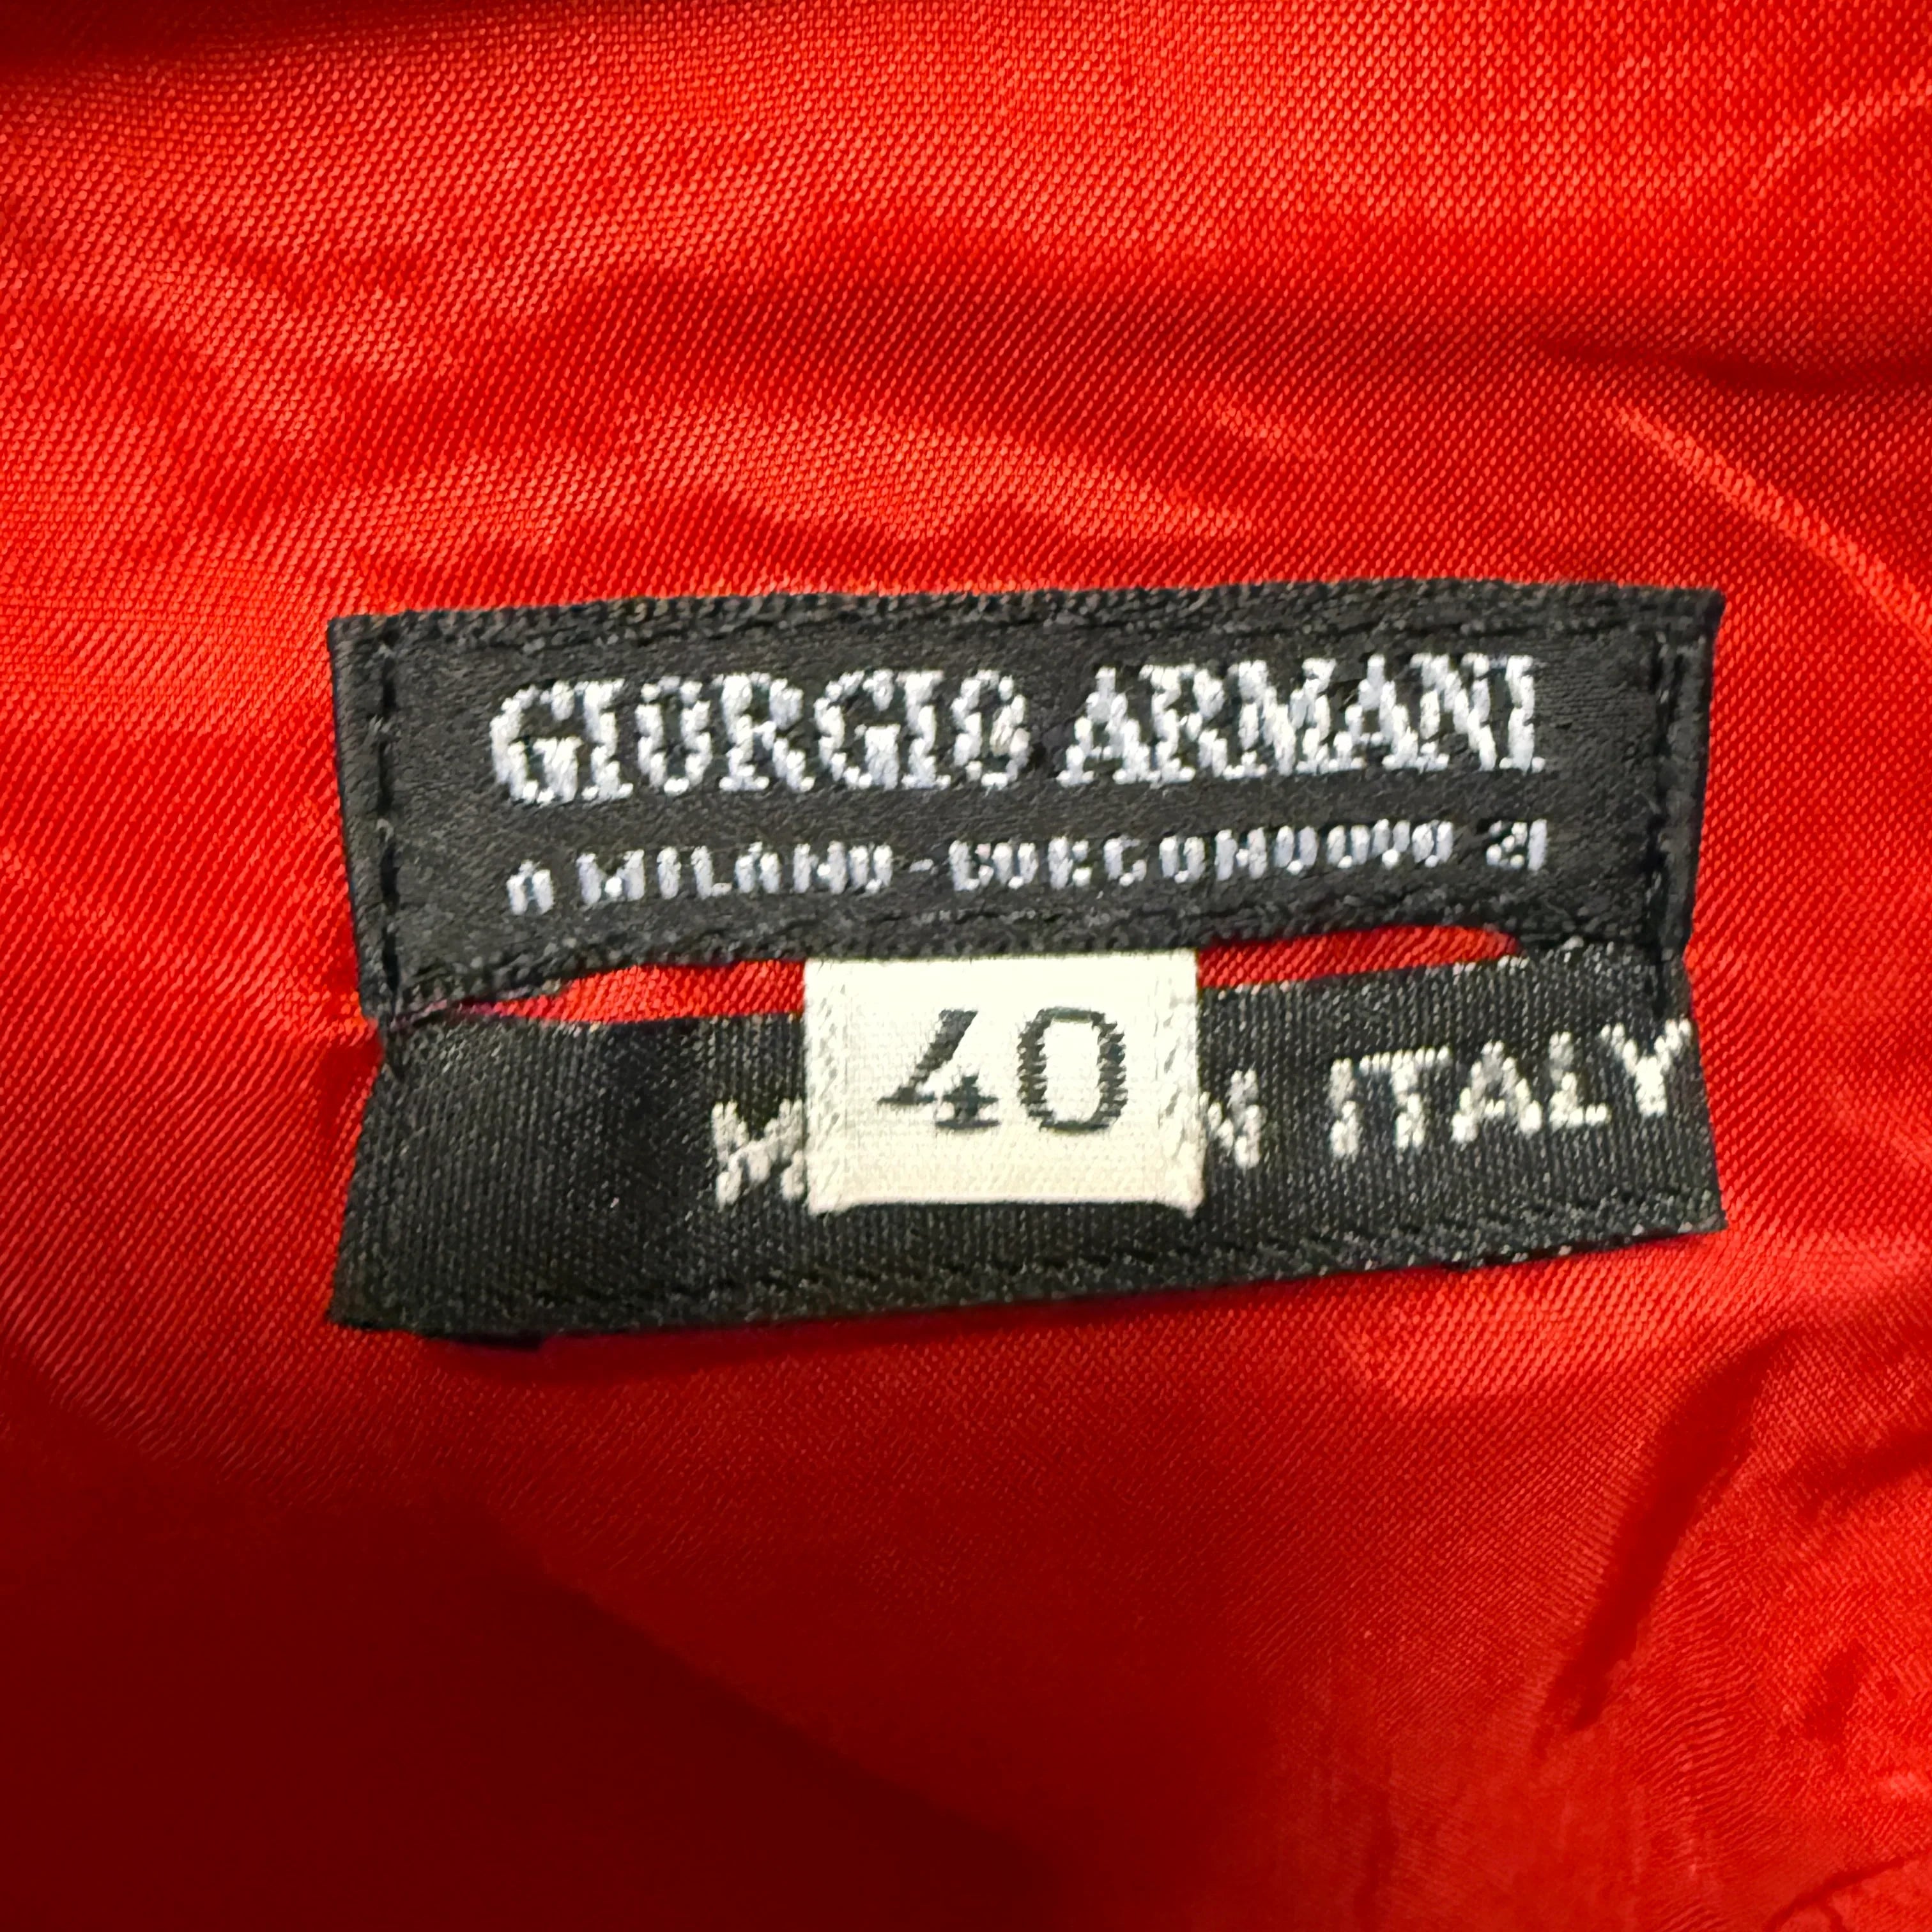 GIORGIO ARMANI
A MILANO-BORGONUOVO 21
40
M N ITALY